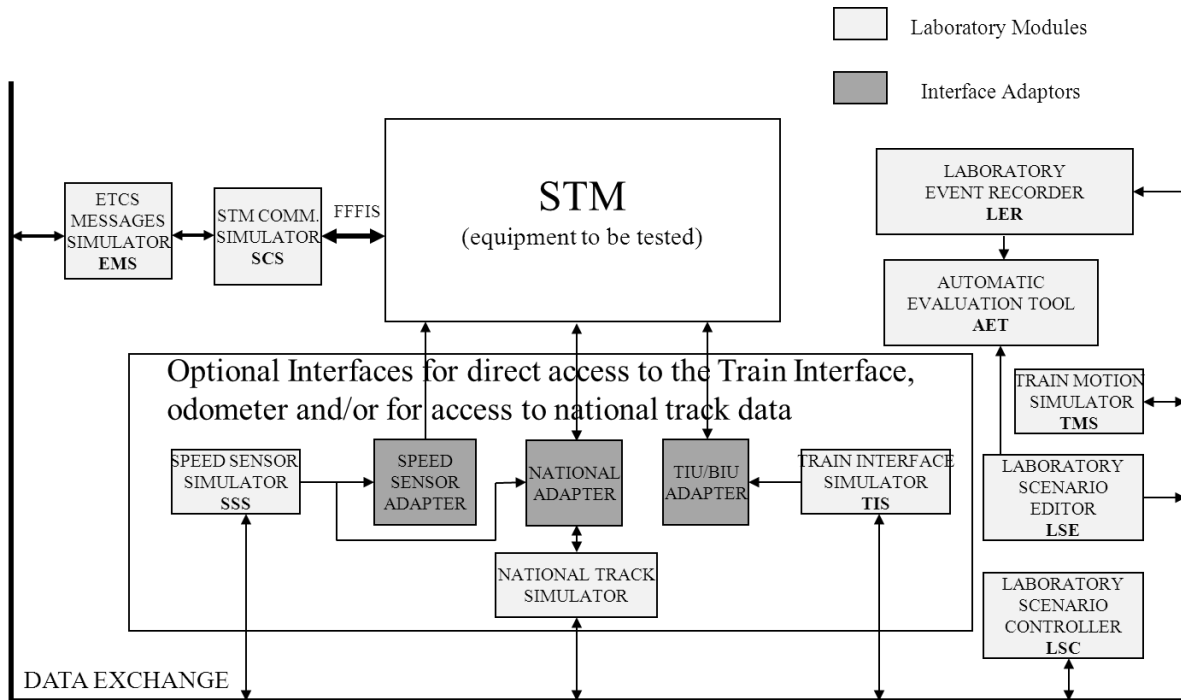 Laboratory Modules
Interface Adaptors
ETCS
MESSAGES
SIMULATOR
EMS
STM COMM.
SIMULATOR
SCS
FFFIS
STM
(equipment to be tested)
LABORATORY
EVENT RECORDER
LER
AUTOMATIC
EVALUATION TOOL
AET
Optional Interfaces for direct access to the Train Interface,
odometer and/or for access to national track data
TRAIN MOTION
SIMULATOR
TMS
SPEED SENSOR
SIMULATOR
SSS
SPEED
SENSOR
ADAPTER
NATIONAL
ADAPTER
TIU/BIU
ADAPTER
TRAIN INTERFACE
SIMULATOR
TIS
LABORATORY
SCENARIO
EDITOR
LSE
NATIONAL TRACK
SIMULATOR
LABORATORY
SCENARIO
CONTROLLER
LSC
DATA EXCHANGE